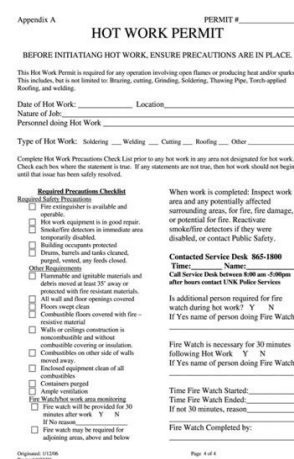 Appendix A
PERMIT #
HOT WORK PERMIT
BEFORE INITIATIANG HOT WORK, ENSURE PRECAUTIONS ARE IN PLACE.
This Hot Work Permit is required for any operation involving open flames or producing heat and/or sparks
This includes, but is not limited to: Brazing, cutting, Grinding, Soldering, Thawing Pipe, Torch-applied
Roofing, and welding.
Date of Hot Work: ____________ Location____________
Nature of Job:____________
Personnel doing Hot Work ____________
Type of Hot Work: Soldering ___ Welding ___ Cutting ___ Roofing ___ Other ____________
Complete Hot Work Precautions Check List prior to any hot work in any area not designated for hot work.
Check each box where the statement is true. If any statements are not true, then hot work should not begin
until that issue has been safely resolved.
Required Precautions Checklist
Required Safety Precautions
Fire extinguisher is available and
operable.
Hot work equipment is in good repair.
Smoke/fire detectors in immediate area
temporarily disabled.
Building occupants protected
Drums, barrels and tanks cleaned,
purged, vented, any feeds closed.
Other Requirements
Flammable and ignitable materials and
debris moved at least 35' away or
protected with fire resistant materials.
All wall and floor openings covered
Floors swept clean
Combustible floors covered with fire –
resistive material
Walls or ceilings construction is
noncombustible and without
combustible covering or insulation.
Combustibles on other side of walls
moved away.
Enclosed equipment clean of all
combustibles
Containers purged
Ample ventilation
Fire Watch/hot work area monitoring
Fire watch will be provided for 30
minutes after work Y N
If No reason____________
Fire watch may be required for
adjoining areas, above and below
When work is completed: Inspect work
area and any potentially affected
surrounding areas, for fire, fire damage,
or potential for fire. Reactivate
smoke/fire detectors if they were
disabled, or contact Public Safety.
Contacted Service Desk 865-1800
Time:________ Name:________
Call Service Desk between 8:00 am -5:00pm
after hours contact UNK Police Services
Is additional person required for fire
watch during hot work? Y N
If Yes name of person doing Fire Watch
Fire Watch is necessary for 30 minutes
following Hot Work Y N
If Yes name of person doing Fire Watch
Time Fire Watch Started:________
Time Fire Watch Ended:________
If not 30 minutes, reason________
Fire Watch Completed by:
Originated: 1/12/06
Page 4 of 4